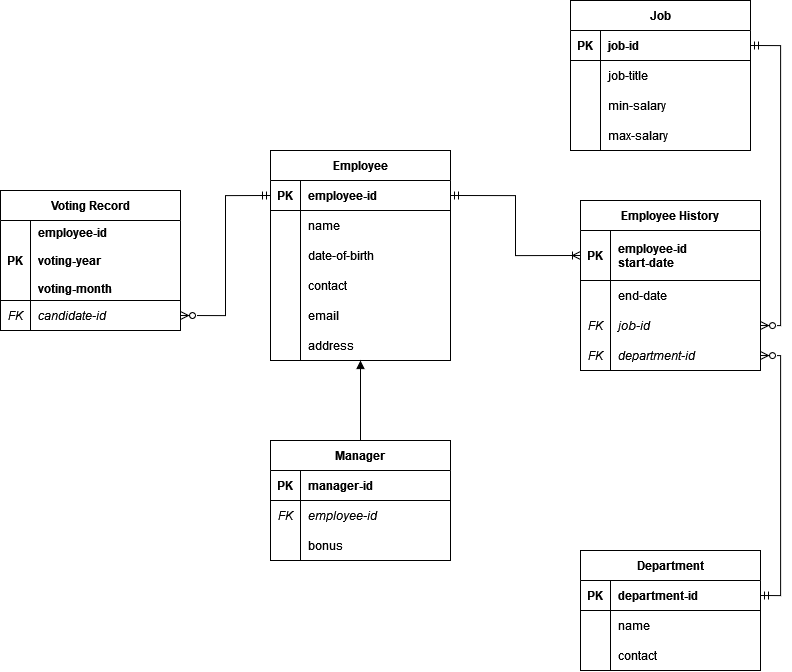 Job
PK job-id
job-title
min-salary
max-salary
Employee
PK employee-id
name
date-of-birth
contact
email
address
Voting Record
employee-id
PK voting-year
voting-month
FK candidate-id
Employee History
PK employee-id
start-date
end-date
FK job-id
FK department-id
Manager
PK manager-id
FK employee-id
bonus
Department
PK department-id
name
contact